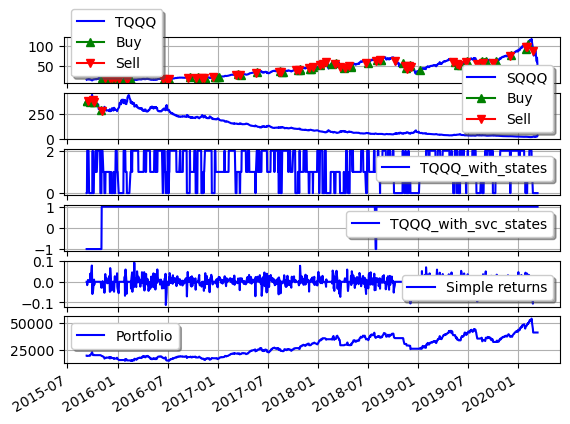 TQQQ
Buy
Sell
100
50
SQQQ
Buy
Sell
250
0
2
0
TQQQ_with_states
1
0
−1
TQQQ_with_svc_states
0.1
0.0
−0.1
Simple returns
50000
25000
Portfolio
2015-07
2016-01
2016-07
2017-01
2017-07
2018-01
2018-07
2019-01
2019-07
2020-01